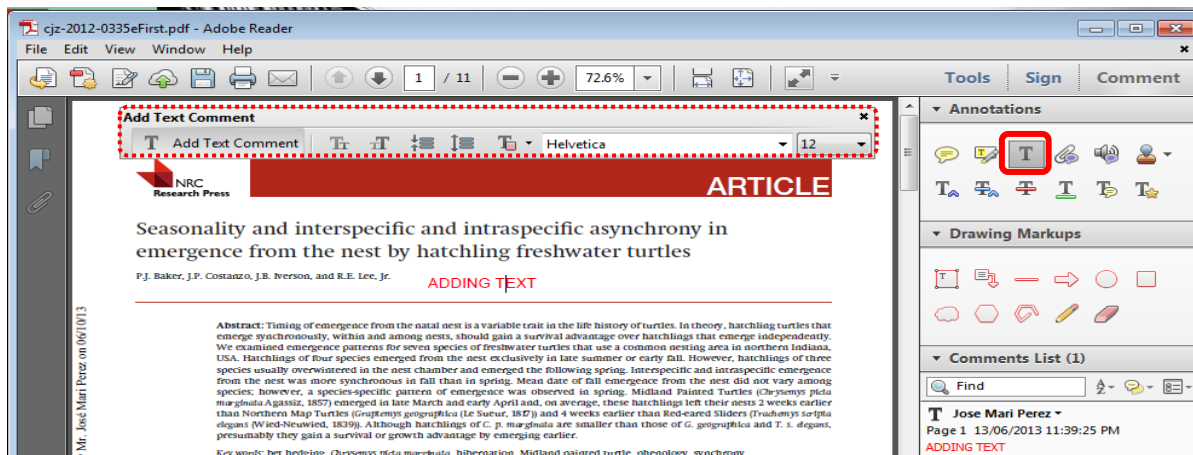 cjz-2012-0335eFirst.pdf - Adobe Reader
File Edit View Window Help
1 / 11 72.6% Tools Sign Comment
Add Text Comment
T Add Text Comment Helvetica 12
NRC
Research Press
ARTICLE
Seasonality and interspecific and intraspecific asynchrony in
emergence from the nest by hatchling freshwater turtles
P.J. Baker, J.P. Costanzo, J.B. Iverson, and R.E. Lee, Jr.
ADDING TEXT
Mr. José Mari Perez on 06/10/13
Abstract: Timing of emergence from the natal nest is a variable trait in the life history of turtles. In theory, hatchling turtles that
emerge synchronously, within and among nests, should gain a survival advantage over hatchlings that emerge independently.
We examined emergence patterns for seven species of freshwater turtles that use a common nesting area in northern Indiana,
USA. Hatchlings of four species emerged from the nest exclusively in late summer or early fall. However, hatchlings of three
species usually overwintered in the nest chamber and emerged the following spring. Interspecific and intraspecific emergence
from the nest was more synchronous in fall than in spring. Mean date of fall emergence from the nest did not vary among
species; however, a species-specific pattern of emergence was observed in spring. Midland Painted Turtles (Chrysemys picta
marginata Agassiz, 1857) emerged in late March and early April and, on average, these hatchlings left their nests 2 weeks earlier
than Northern Map Turtles (Graptemys geographica (Le Sueur, 1817)) and 4 weeks earlier than Red-eared Sliders (Trachemys scripta
elegans (Wied-Neuwied, 1839)). Although hatchlings of C. p. marginata are smaller than those of G. geographica and T. s. elegans,
presumably they gain a survival or growth advantage by emerging earlier.
Key words: bet hedging, Chrysemys picta marginata, hibernation, Midland painted turtle, phenology, synchrony
Annotations
Drawing Markups
Comments List (1)
Find
T Jose Mari Perez
Page 1 13/06/2013 11:39:25 PM
ADDING TEXT